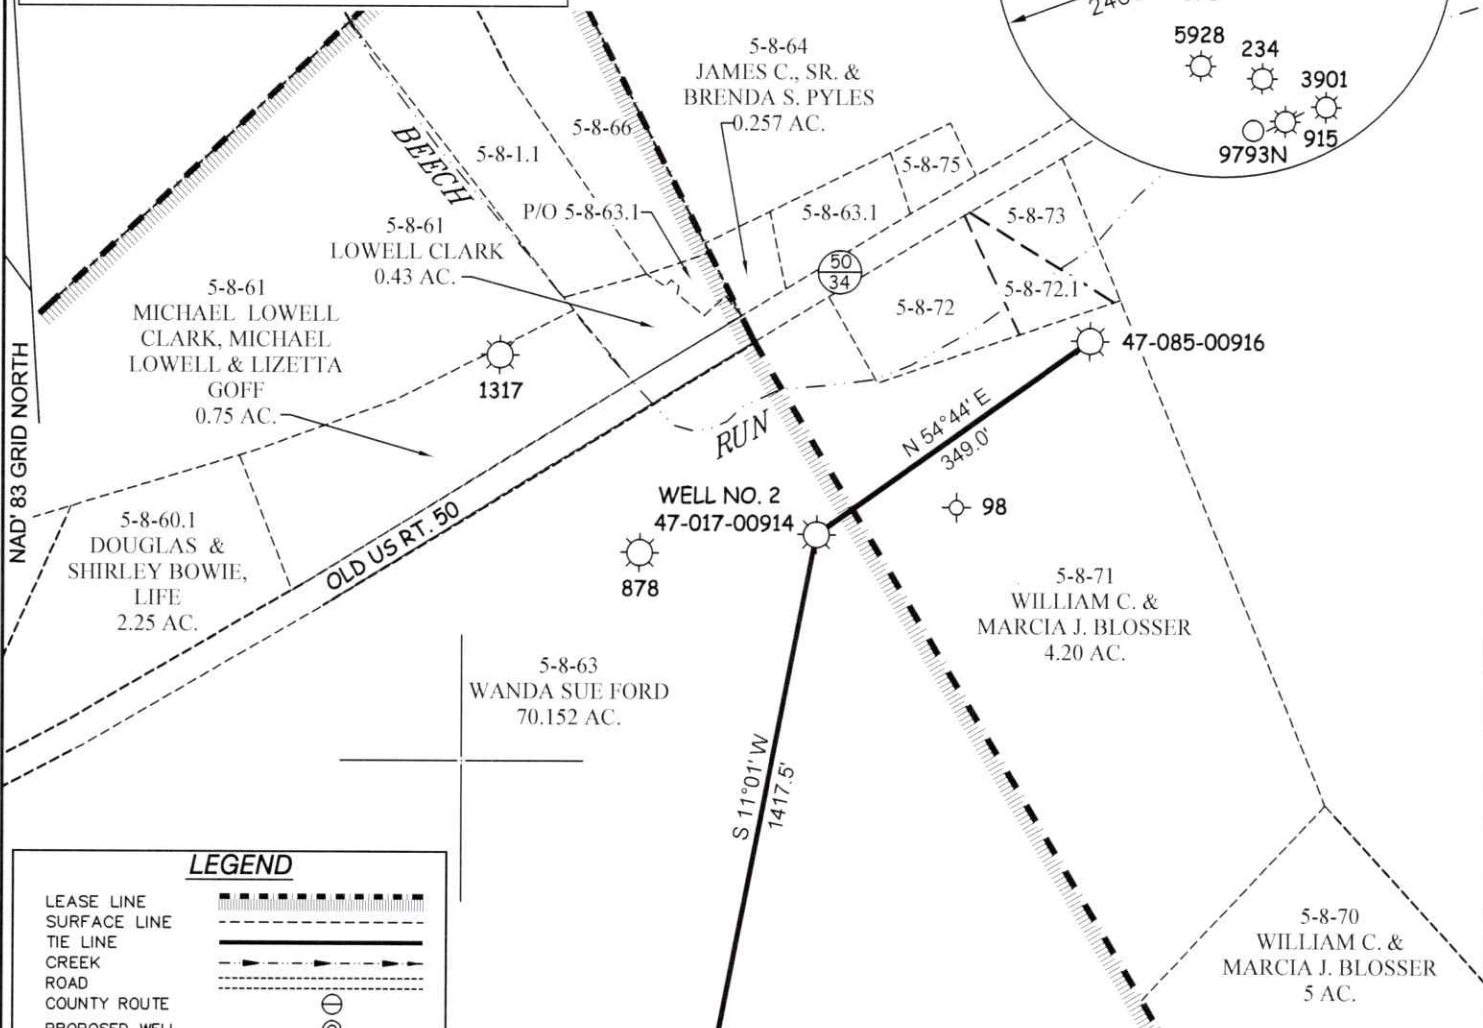 5928
234
3901
915
9793N
5-8-64
JAMES C., SR. &
BRENDA S. PYLES
0.257 AC.
5-8-66
5-8-1.1
BEECH
P/O 5-8-63.1
5-8-75
5-8-63.1
5-8-73
50
34
5-8-72
5-8-72.1
5-8-61
LOWELL CLARK
0.43 AC.
5-8-61
MICHAEL LOWELL
CLARK, MICHAEL
LOWELL & LIZETTA
GOFF
0.75 AC.
1317
47-085-00916
NAD' 83 GRID NORTH
RUN
N 54°44' E
349.0'
WELL NO. 2
47-017-00914
98
OLD US RT. 50
5-8-60.1
DOUGLAS &
SHIRLEY BOWIE,
LIFE
2.25 AC.
878
5-8-71
WILLIAM C. &
MARCIA J. BLOSSER
4.20 AC.
5-8-63
WANDA SUE FORD
70.152 AC.
S 11°01' W
1417.5'
5-8-70
WILLIAM C. &
MARCIA J. BLOSSER
5 AC.
LEGEND
LEASE LINE
SURFACE LINE
TIE LINE
CREEK
ROAD
COUNTY ROUTE
PROPOSED WELL